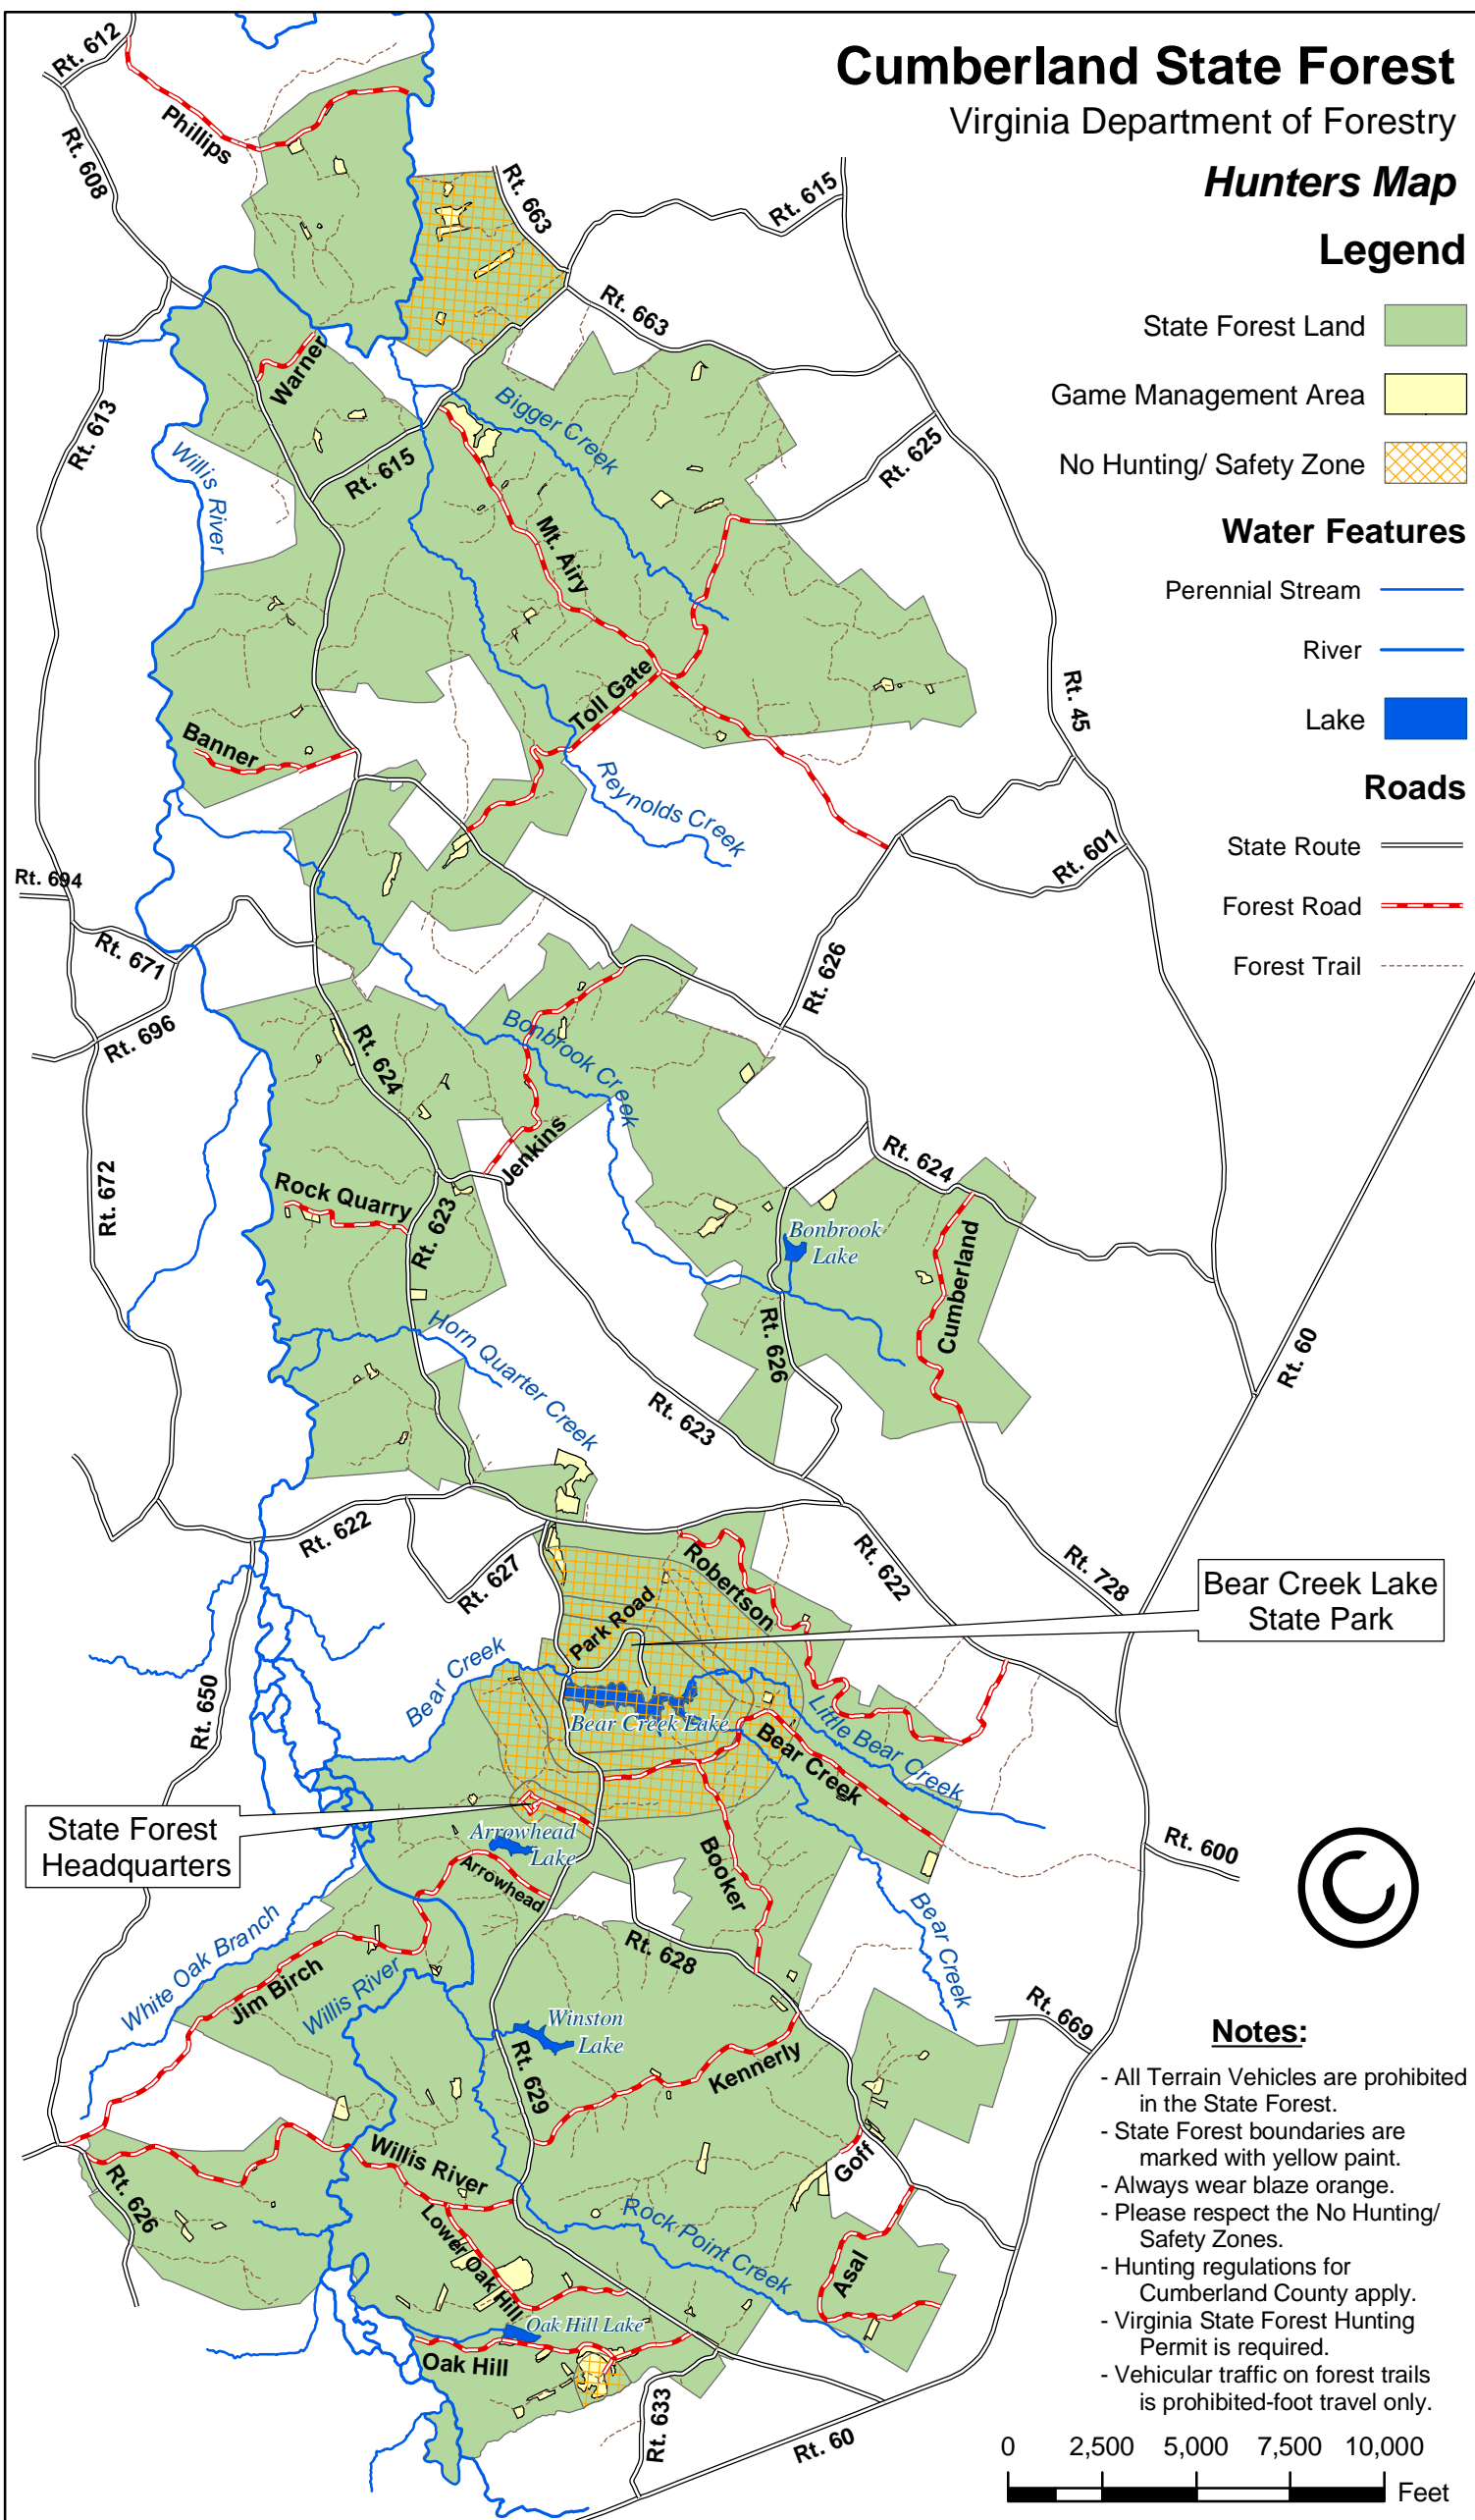 Cumberland State Forest
Virginia Department of Forestry
Hunters Map
Legend
State Forest Land
Game Management Area
No Hunting/ Safety Zone
Water Features
Perennial Stream
River
Lake
Roads
State Route
Forest Road
Forest Trail
Rt. 612
Phillips
Rt. 608
Rt. 663
Rt. 615
Rt. 663
Warner
Rt. 613
Bigger Creek
Rt. 625
Rt. 615
Willis River
Mt. Airy
Toll Gate
Rt. 45
Banner
Reynolds Creek
Rt. 601
Rt. 694
Rt. 671
Rt. 626
Rt. 696
Rt. 624
Bonbrook Creek
Jenkins
Rt. 624
Rt. 672
Rock Quarry
Rt. 623
Bonbrook
Lake
Cumberland
Horn Quarter Creek
Rt. 626
Rt. 60
Rt. 623
Rt. 622
Rt. 627
Rt. 622
Rt. 728
Robertson
Park Road
Bear Creek Lake
State Park
Bear Creek
Rt. 650
Bear Creek Lake
Little Bear Creek
Bear Creek
State Forest
Headquarters
Arrowhead
Lake
Arrowhead
Booker
Rt. 600
Bear Creek
White Oak Branch
Rt. 628
Jim Birch
Willis River
Winston
Lake
Rt. 669
Rt. 629
Kennerly
Goff
Willis River
Rt. 626
Lower Oak Hill
Rock Point Creek
Asal
Oak Hill Lake
Oak Hill
Rt. 633
Rt. 60
Notes:
- All Terrain Vehicles are prohibited
in the State Forest.
- State Forest boundaries are
marked with yellow paint.
- Always wear blaze orange.
- Please respect the No Hunting/
Safety Zones.
- Hunting regulations for
Cumberland County apply.
- Virginia State Forest Hunting
Permit is required.
- Vehicular traffic on forest trails
is prohibited-foot travel only.
0 2,500 5,000 7,500 10,000
Feet